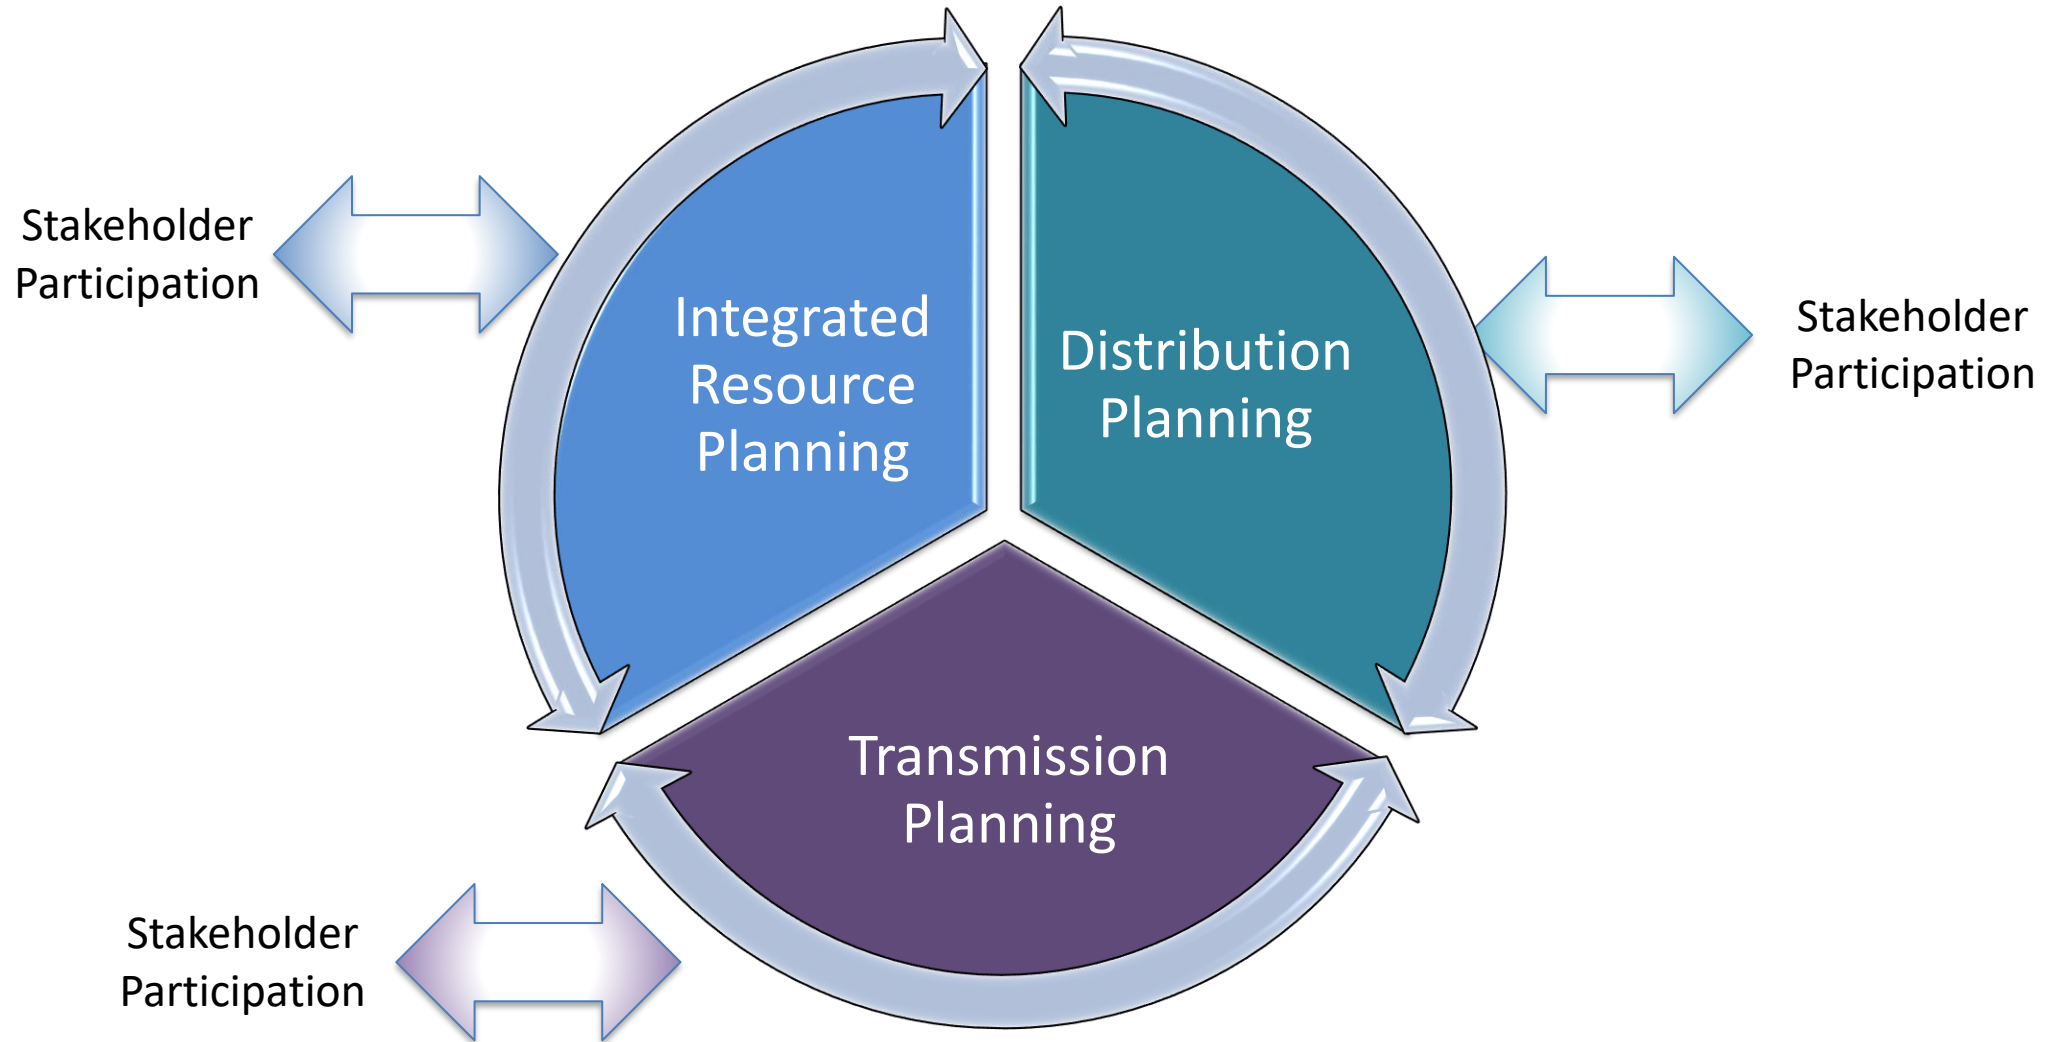 Stakeholder
Participation
Integrated
Resource
Planning
Distribution
Planning
Stakeholder
Participation
Transmission
Planning
Stakeholder
Participation